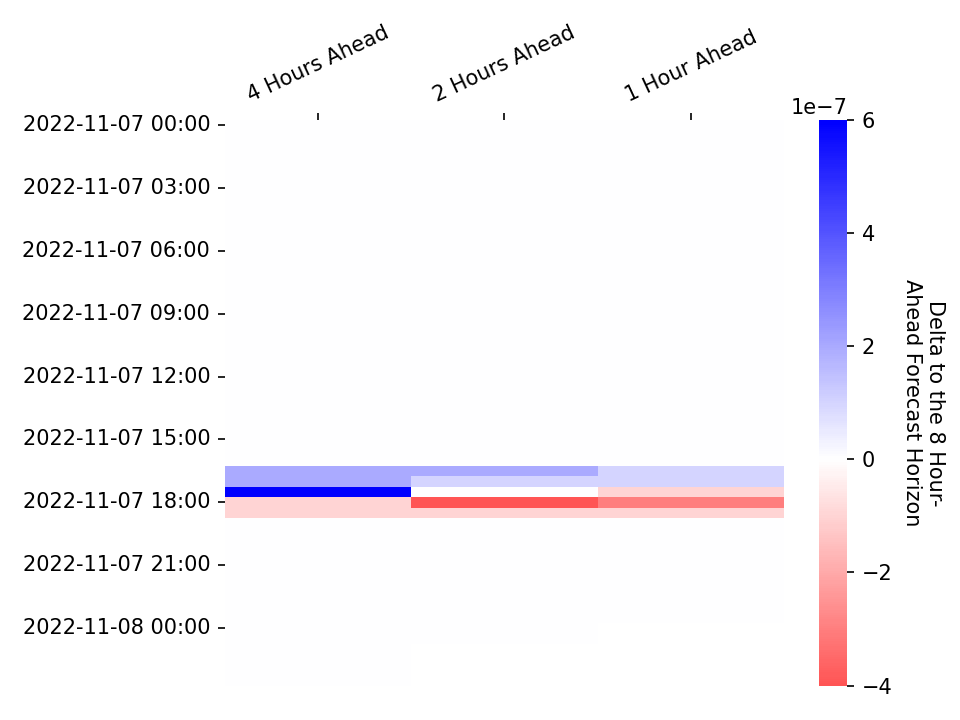 4 Hours Ahead
2 Hours Ahead
1 Hour Ahead
2022-11-07 00:00
2022-11-07 03:00
2022-11-07 06:00
2022-11-07 09:00
2022-11-07 12:00
2022-11-07 15:00
2022-11-07 18:00
2022-11-07 21:00
2022-11-08 00:00
1e−7
6
4
2
0
−2
−4
Delta to the 8 Hour-
Ahead Forecast Horizon